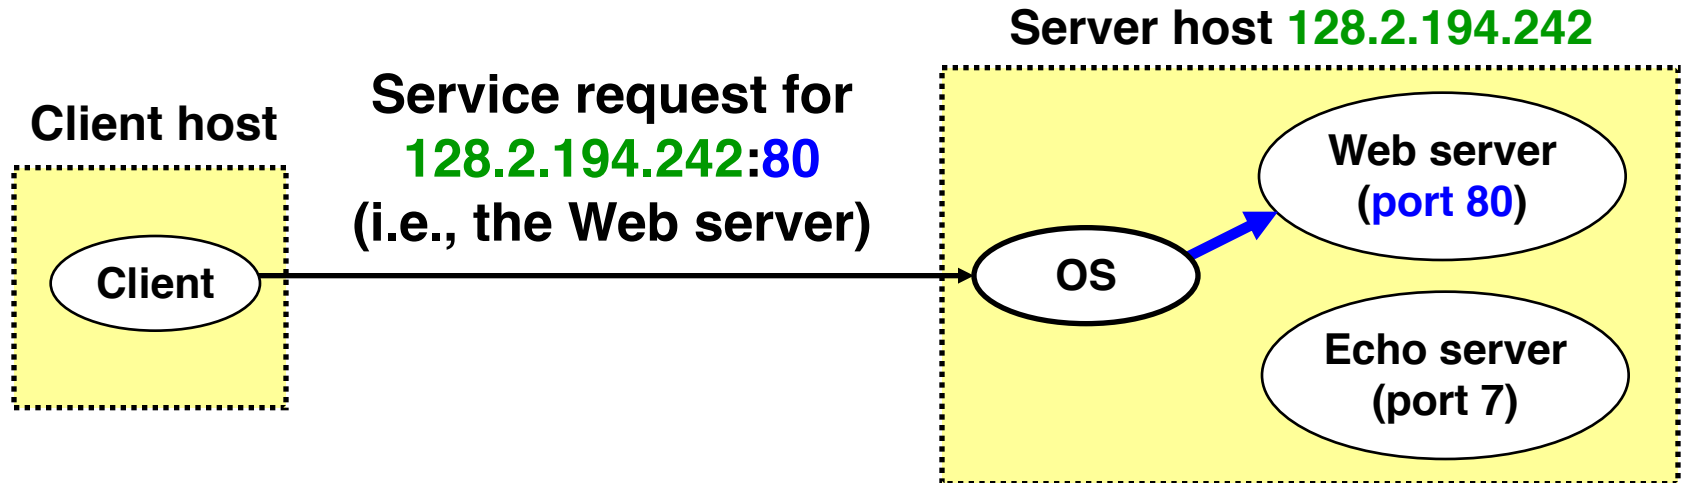 Server host 128.2.194.242
Client host
Service request for
128.2.194.242:80
(i.e., the Web server)
Client
OS
Web server
(port 80)
Echo server
(port 7)